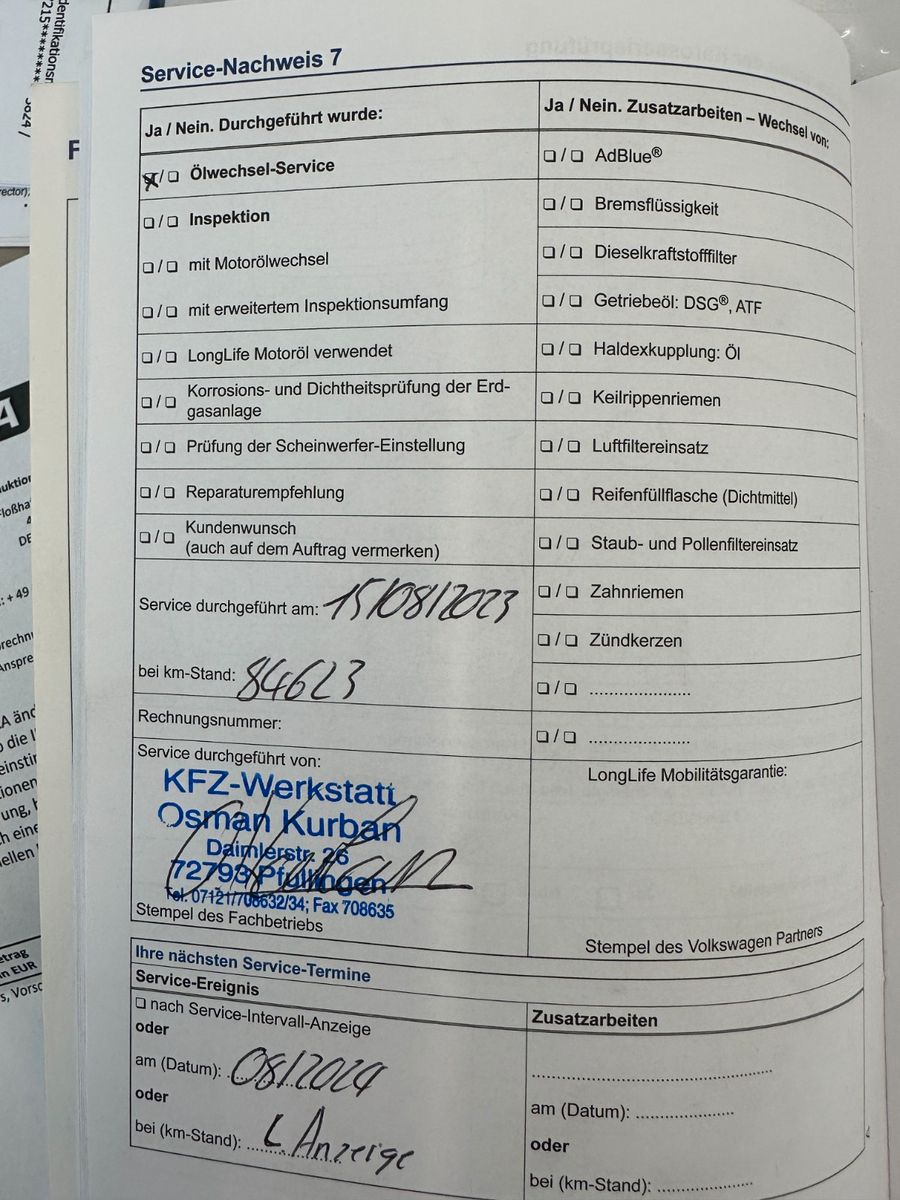 dentifikationsnr
Service-Nachweis 7
Ja / Nein. Durchgeführt wurde:
☒/❏ Ölwechsel-Service
❏/❏ Inspektion
❏/❏ mit Motorölwechsel
❏/❏ mit erweitertem Inspektionsumfang
❏/❏ LongLife Motoröl verwendet
❏/❏ Korrosions- und Dichtheitsprüfung der Erd-
gasanlage
❏/❏ Prüfung der Scheinwerfer-Einstellung
❏/❏ Reparaturempfehlung
❏/❏ Kundenwunsch
(auch auf dem Auftrag vermerken)
Service durchgeführt am: 15/08/2023
bei km-Stand: 84623
Rechnungsnummer:
Service durchgeführt von:
KFZ-Werkstatt
Osman Kurban
Daimlerstr. 26
72793 Pfullingen
Tel. 07121/708632/34; Fax 708635
Stempel des Fachbetriebs
Ja / Nein. Zusatzarbeiten – Wechsel von:
❏/❏ AdBlue®
❏/❏ Bremsflüssigkeit
❏/❏ Dieselkraftstofffilter
❏/❏ Getriebeöl: DSG®, ATF
❏/❏ Haldexkupplung: Öl
❏/❏ Keilrippenriemen
❏/❏ Luftfiltereinsatz
❏/❏ Reifenfüllflasche (Dichtmittel)
❏/❏ Staub- und Pollenfiltereinsatz
❏/❏ Zahnriemen
❏/❏ Zündkerzen
❏/❏ .....................
❏/❏ .....................
LongLife Mobilitätsgarantie:
Stempel des Volkswagen Partners
Ihre nächsten Service-Termine
Service-Ereignis
❏ nach Service-Intervall-Anzeige
oder
am (Datum): 08/2024
oder
bei (km-Stand): L Anzeige
Zusatzarbeiten
..................................................
am (Datum): .....................
oder
bei (km-Stand): .....................